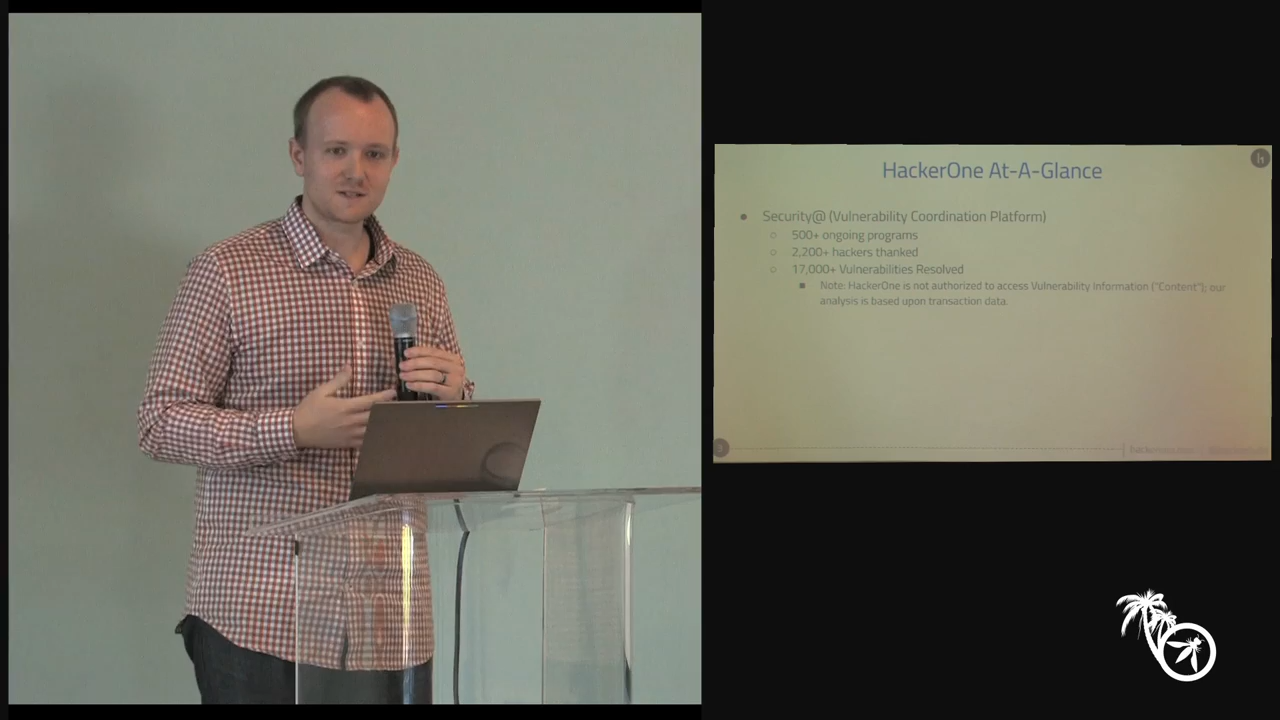 HackerOne At-A-Glance
h
● Security@ (Vulnerability Coordination Platform)
○ 500+ ongoing programs
○ 2,200+ hackers thanked
○ 17,000+ Vulnerabilities Resolved
■ Note: HackerOne is not authorized to access Vulnerability Information ("Content"); our
analysis is based upon transaction data.